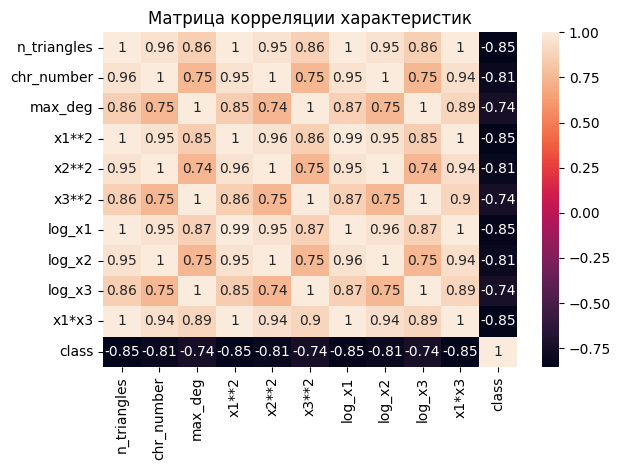 Матрица корреляции характеристик
n_triangles 1 0.96 0.86 1 0.95 0.86 1 0.95 0.86 1 -0.85
chr_number 0.96 1 0.75 0.95 1 0.75 0.95 1 0.75 0.94 -0.81
max_deg 0.86 0.75 1 0.85 0.74 1 0.87 0.75 1 0.89 -0.74
x1**2 1 0.95 0.85 1 0.96 0.86 0.99 0.95 0.85 1 -0.85
x2**2 0.95 1 0.74 0.96 1 0.75 0.95 1 0.74 0.94 -0.81
x3**2 0.86 0.75 1 0.86 0.75 1 0.87 0.75 1 0.9 -0.74
log_x1 1 0.95 0.87 0.99 0.95 0.87 1 0.96 0.87 1 -0.85
log_x2 0.95 1 0.75 0.95 1 0.75 0.96 1 0.75 0.94 -0.81
log_x3 0.86 0.75 1 0.85 0.74 1 0.87 0.75 1 0.89 -0.74
x1*x3 1 0.94 0.89 1 0.94 0.9 1 0.94 0.89 1 -0.85
class -0.85 -0.81 -0.74 -0.85 -0.81 -0.74 -0.85 -0.81 -0.74 -0.85 1
n_triangles
chr_number
max_deg
x1**2
x2**2
x3**2
log_x1
log_x2
log_x3
x1*x3
class
1.00
0.75
0.50
0.25
0.00
-0.25
-0.50
-0.75